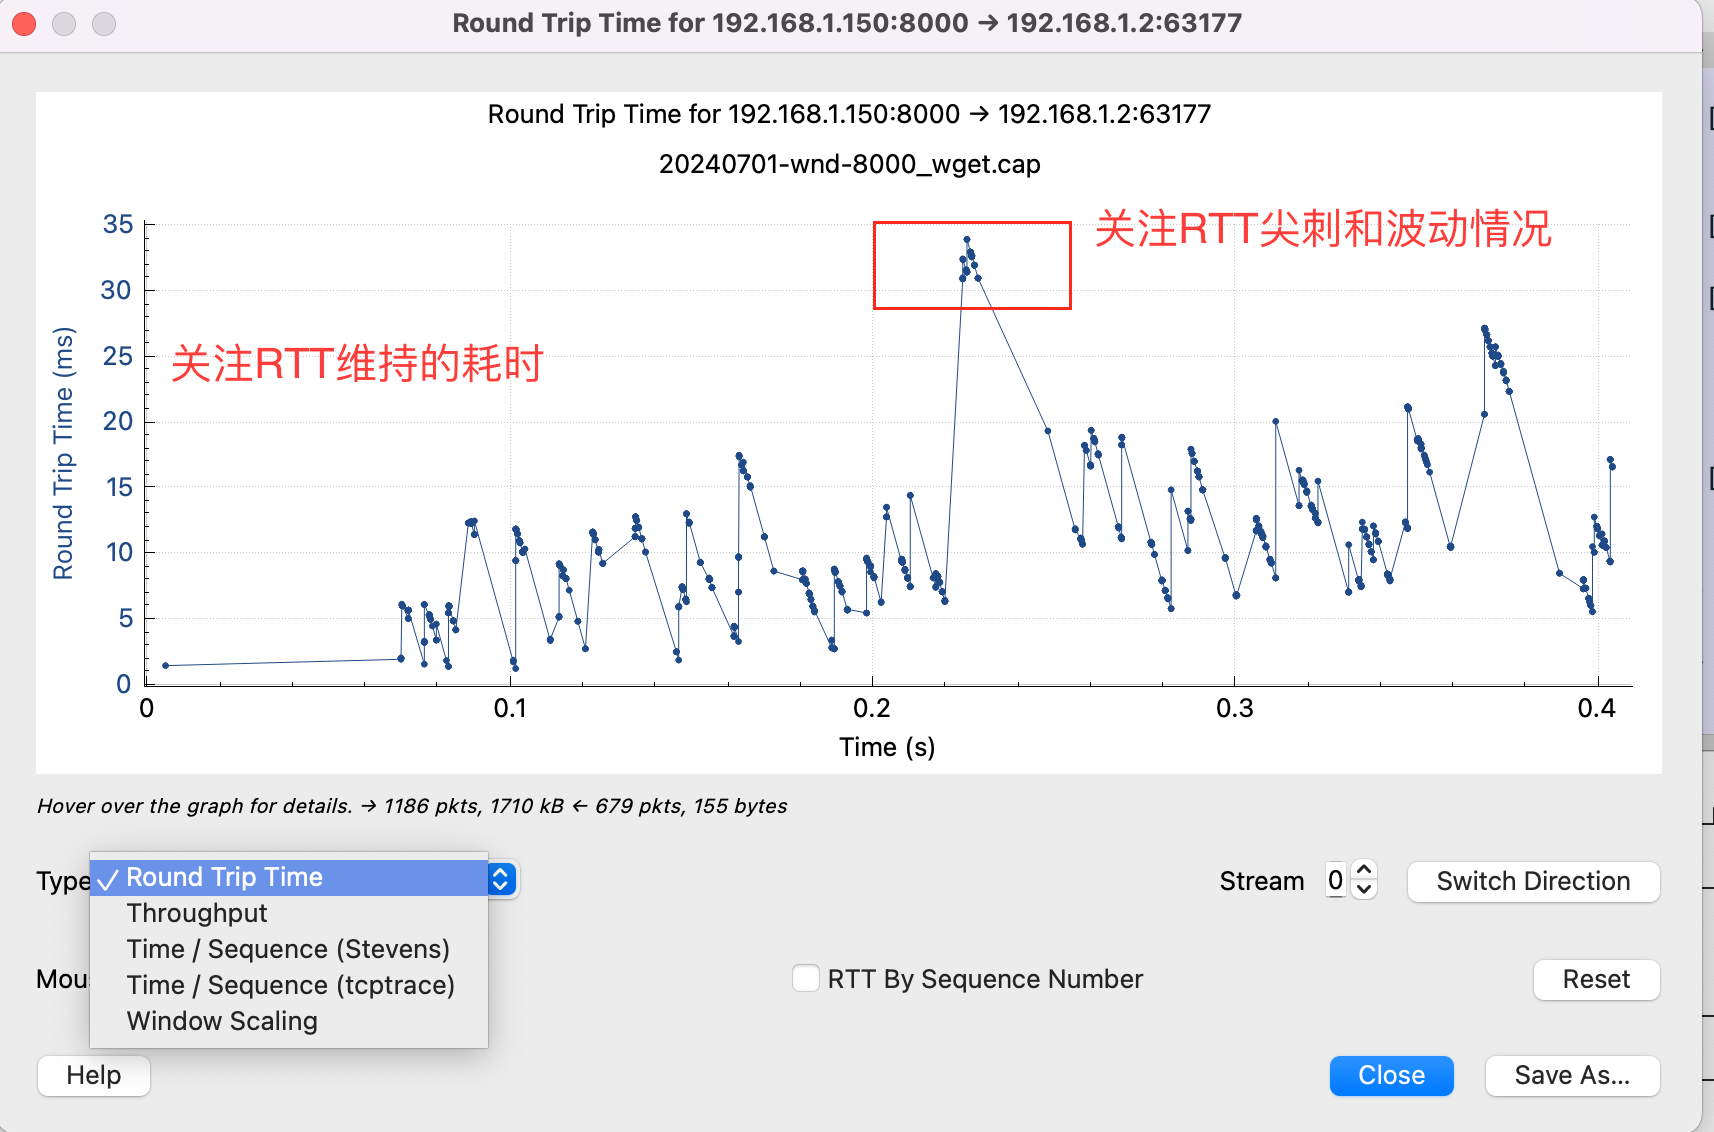 Round Trip Time for 192.168.1.150:8000 → 192.168.1.2:63177
Round Trip Time for 192.168.1.150:8000 → 192.168.1.2:63177
20240701-wnd-8000_wget.cap
关注RTT尖刺和波动情况
关注RTT维持的耗时
Round Trip Time (ms)
35
30
25
20
15
10
5
0
0 0.1 0.2 0.3 0.4
Time (s)
Hover over the graph for details. → 1186 pkts, 1710 kB ← 679 pkts, 155 bytes
Type
✓ Round Trip Time
Throughput
Time / Sequence (Stevens)
Time / Sequence (tcptrace)
Window Scaling
Stream 0 Switch Direction
Mou
RTT By Sequence Number
Reset
Help
Close
Save As...